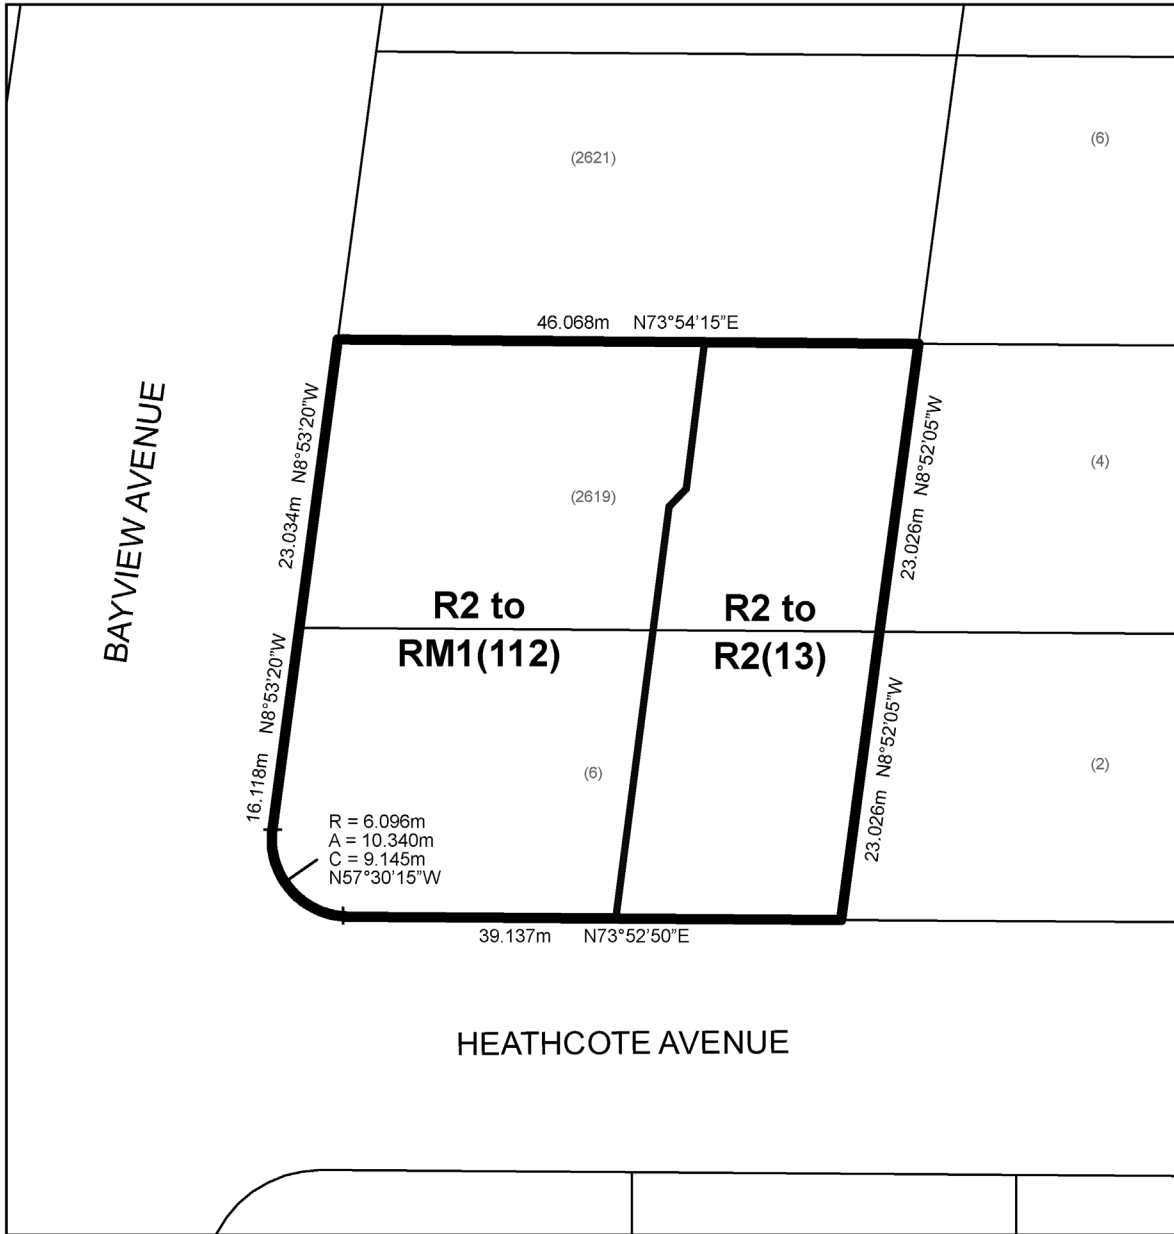 (2621)
(6)
46.068m N73°54'15"E
BAYVIEW AVENUE
23.034m N8°53'20"W
(2619)
23.026m N8°52'05"W
(4)
R2 to
RM1(112)
R2 to
R2(13)
16.118m N8°53'20"W
(6)
23.026m N8°52'05"W
(2)
R = 6.096m
A = 10.340m
C = 9.145m
N57°30'15"W
39.137m N73°52'50"E
HEATHCOTE AVENUE